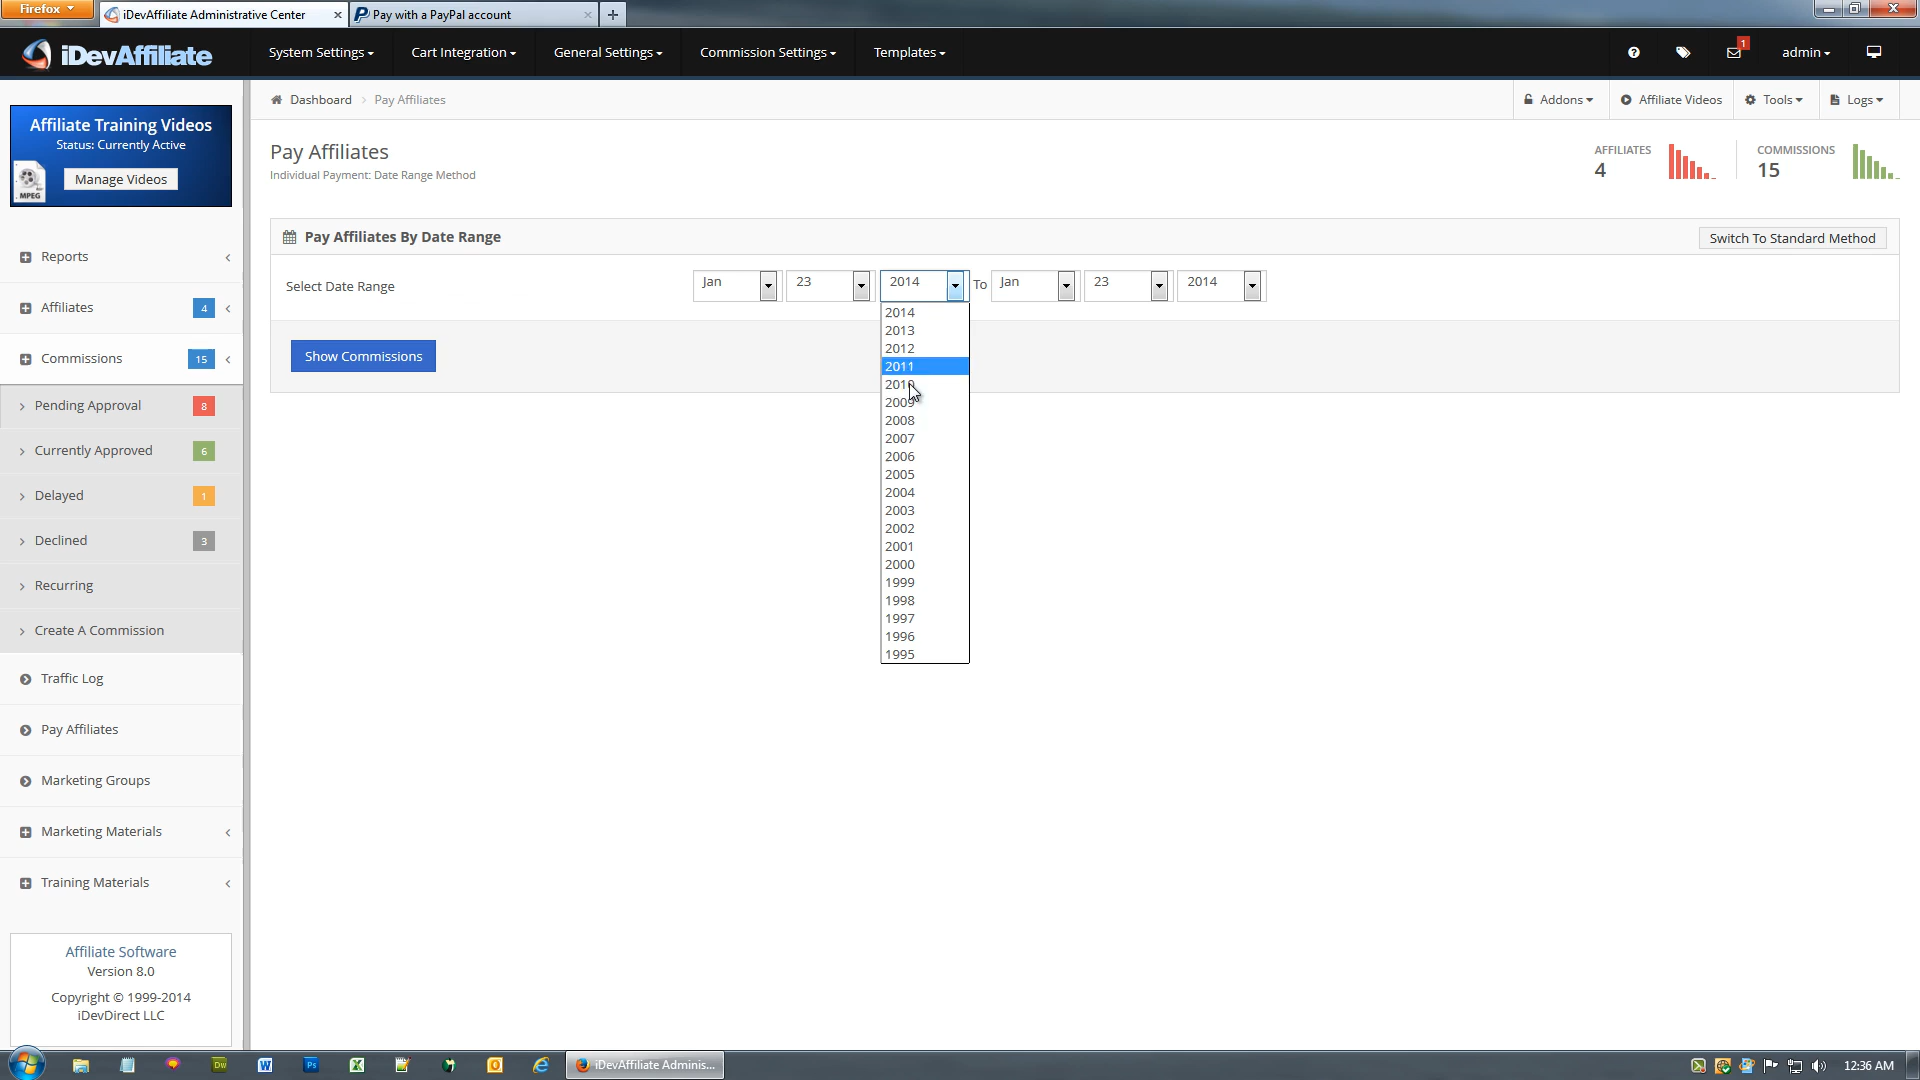 Firefox
iDevAffiliate Administrative Center
Pay with a PayPal account
iDevAffiliate
System Settings
Cart Integration
General Settings
Commission Settings
Templates
1
admin
Affiliate Training Videos
Status: Currently Active
Manage Videos
MPEG
Dashboard > Pay Affiliates
Addons
Affiliate Videos
Tools
Logs
Pay Affiliates
Individual Payment: Date Range Method
AFFILIATES
4
COMMISSIONS
15
Reports
Affiliates 4
Commissions 15
Pending Approval 8
Currently Approved 6
Delayed 1
Declined 3
Recurring
Create A Commission
Traffic Log
Pay Affiliates
Marketing Groups
Marketing Materials
Training Materials
Pay Affiliates By Date Range
Switch To Standard Method
Select Date Range
Jan 23 2014 To Jan 23 2014
Show Commissions
2014
2013
2012
2011
2010
2009
2008
2007
2006
2005
2004
2003
2002
2001
2000
1999
1998
1997
1996
1995
Affiliate Software
Version 8.0
Copyright © 1999-2014
iDevDirect LLC
Dw
W
Ps
X
O
iDevAffiliate Adminis...
12:36 AM